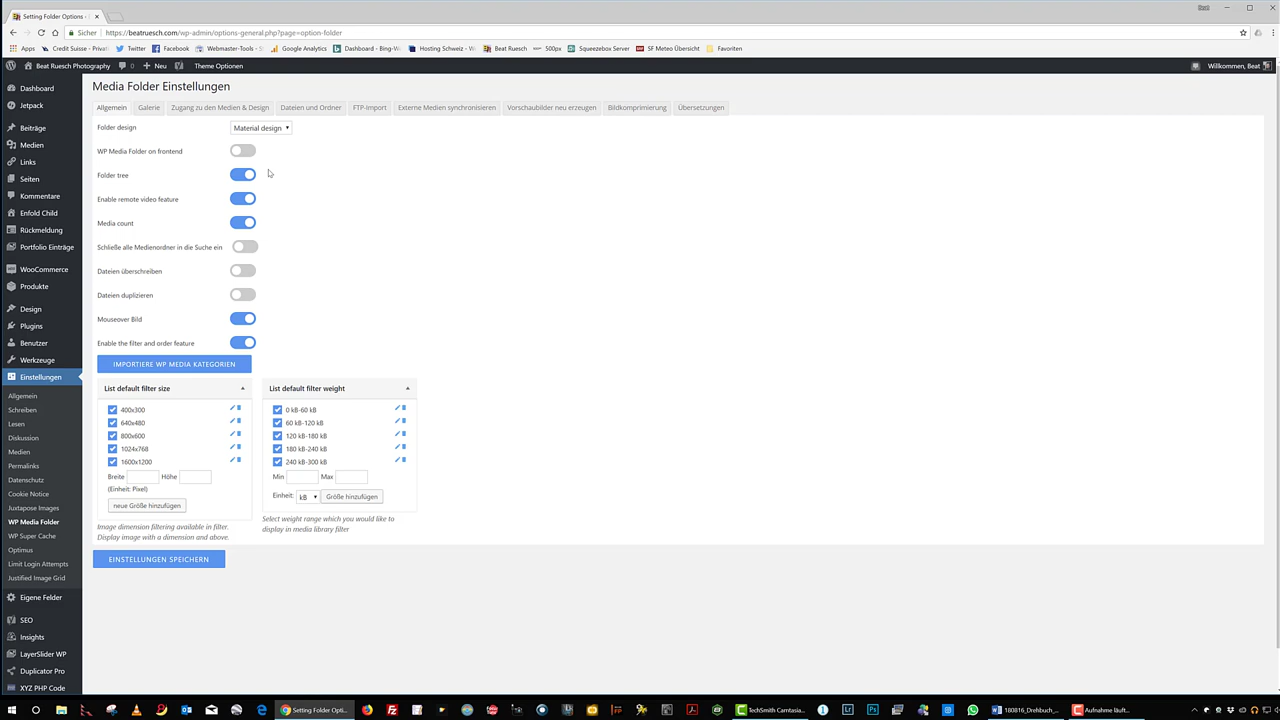 Setting Folder Options ‹
Sicher
https://beatruesch.com/wp-admin/options-general.php?page=option-folder
Apps
Credit Suisse - Privat
Twitter
Facebook
Webmaster-Tools - S
Google Analytics
Dashboard - Bing-W
Hosting Schweiz - W
Beat Ruesch
500px
Squeezebox Server
SF Meteo Übersicht
Favoriten
Beat Ruesch Photography
0
Neu
Theme Optionen
Willkommen, Beat
Dashboard
Jetpack
Beiträge
Medien
Links
Seiten
Kommentare
Enfold Child
Rückmeldung
Portfolio Einträge
WooCommerce
Produkte
Design
Plugins
Benutzer
Werkzeuge
Einstellungen
Allgemein
Schreiben
Lesen
Diskussion
Medien
Permalinks
Datenschutz
Cookie Notice
Juxtapose Images
WP Media Folder
WP Super Cache
Optimus
Limit Login Attempts
Justified Image Grid
Eigene Felder
SEO
Insights
LayerSlider WP
Duplicator Pro
XYZ PHP Code
Media Folder Einstellungen
Allgemein
Galerie
Zugang zu den Medien & Design
Dateien und Ordner
FTP-Import
Externe Medien synchronisieren
Vorschaubilder neu erzeugen
Bildkomprimierung
Übersetzungen
Folder design
Material design
WP Media Folder on frontend
Folder tree
Enable remote video feature
Media count
Schließe alle Medienordner in die Suche ein
Dateien überschreiben
Dateien duplizieren
Mouseover Bild
Enable the filter and order feature
IMPORTIERE WP MEDIA KATEGORIEN
List default filter size
400x300
640x480
800x600
1024x768
1600x1200
Breite
Höhe
(Einheit: Pixel)
neue Größe hinzufügen
Image dimension filtering available in filter.
Display image with a dimension and above.
List default filter weight
0 kB-60 kB
60 kB-120 kB
120 kB-180 kB
180 kB-240 kB
240 kB-300 kB
Min
Max
Einheit:
kB
Größe hinzufügen
Select weight range which you would like to
display in media library filter
EINSTELLUNGEN SPEICHERN
Setting Folder Opti...
TechSmith Camtasia...
180816_Drehbuch_...
Aufnahme läuft...